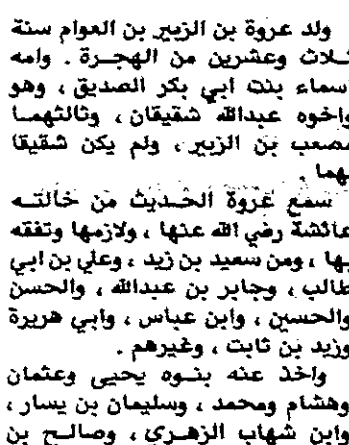 ولد عروة بن الزبير بن العوام سنة
ثلاث وعشرين من الهجرة . وامه
اسماء بنت ابي بكر الصديق ، وهو
واخوه عبدالله شقيقان ، وثالثهما
مصعب بن الزبير ، ولم يكن شقيقا
لهما .
سمع عروة الحديث من خالته
عائشة رضي الله عنها ، ولازمها وتفقه
بها ، ومن سعيد بن زيد ، وعلي بن ابي
طالب ، وجابر بن عبدالله ، والحسن
والحسين ، وابن عباس ، وابي هريرة
وزيد بن ثابت ، وغيرهم .
واخذ عنه بنوه يحيى وعثمان
وهشام ومحمد ، وسليمان بن يسار ،
وابن شهاب الزهري ، وصالح بن